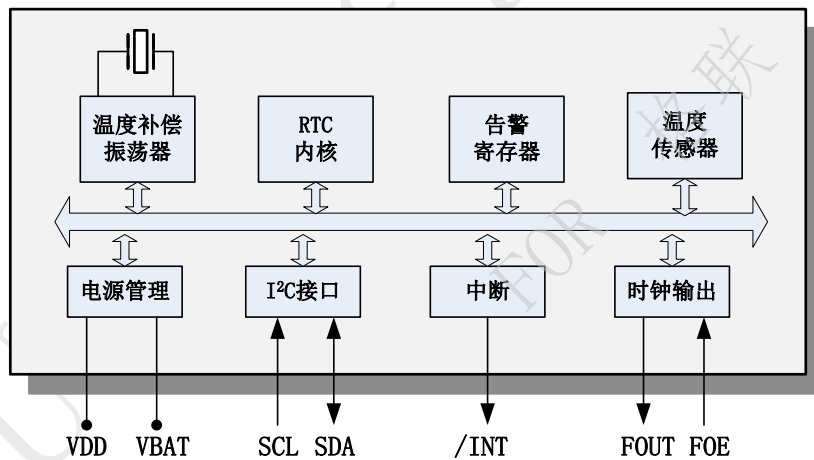 温度补偿
振荡器
RTC
内核
告警
寄存器
温度
传感器
电源管理
I²C接口
中断
时钟输出
VDD VBAT SCL SDA /INT FOUT FOE
FOR